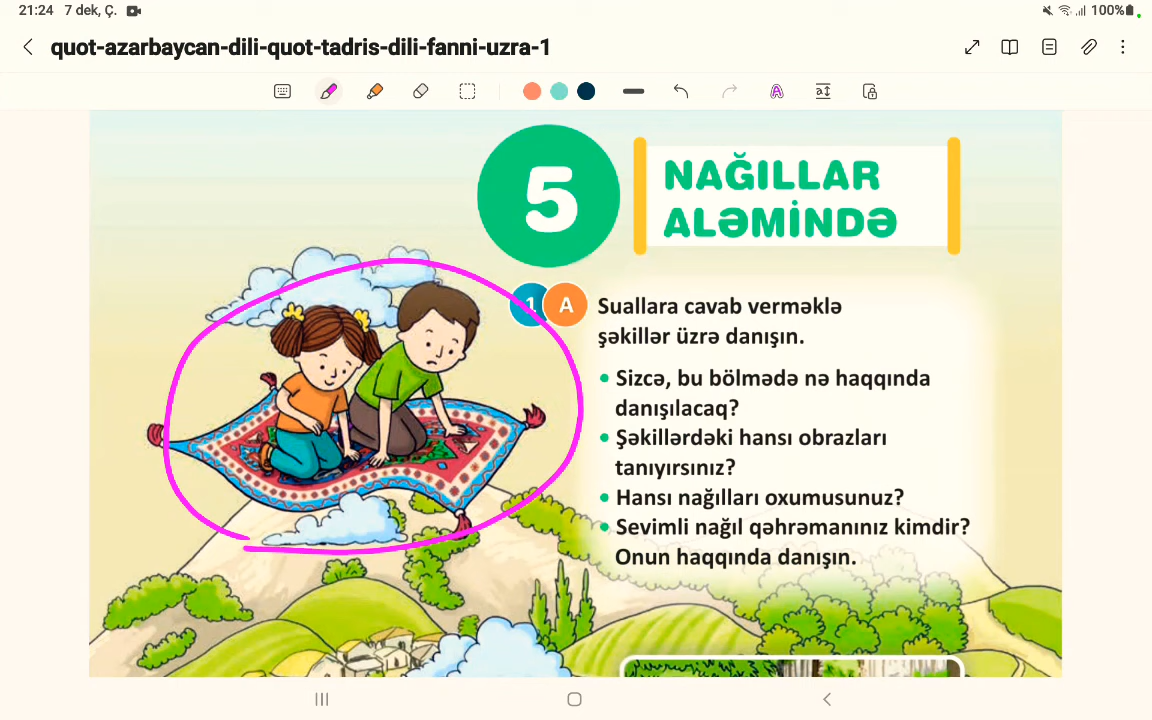 21:24 7 dek, Ç. 100%
quot-azarbaycan-dili-quot-tadris-dili-fanni-uzra-1
5
NAĞILLAR
ALƏMİNDƏ
1 A Suallara cavab verməklə
şəkillər üzrə danışın.
• Sizcə, bu bölmədə nə haqqında
danışılacaq?
• Şəkillərdəki hansı obrazları
tanıyırsınız?
• Hansı nağılları oxumusunuz?
• Sevimli nağıl qəhrəmanınız kimdir?
Onun haqqında danışın.